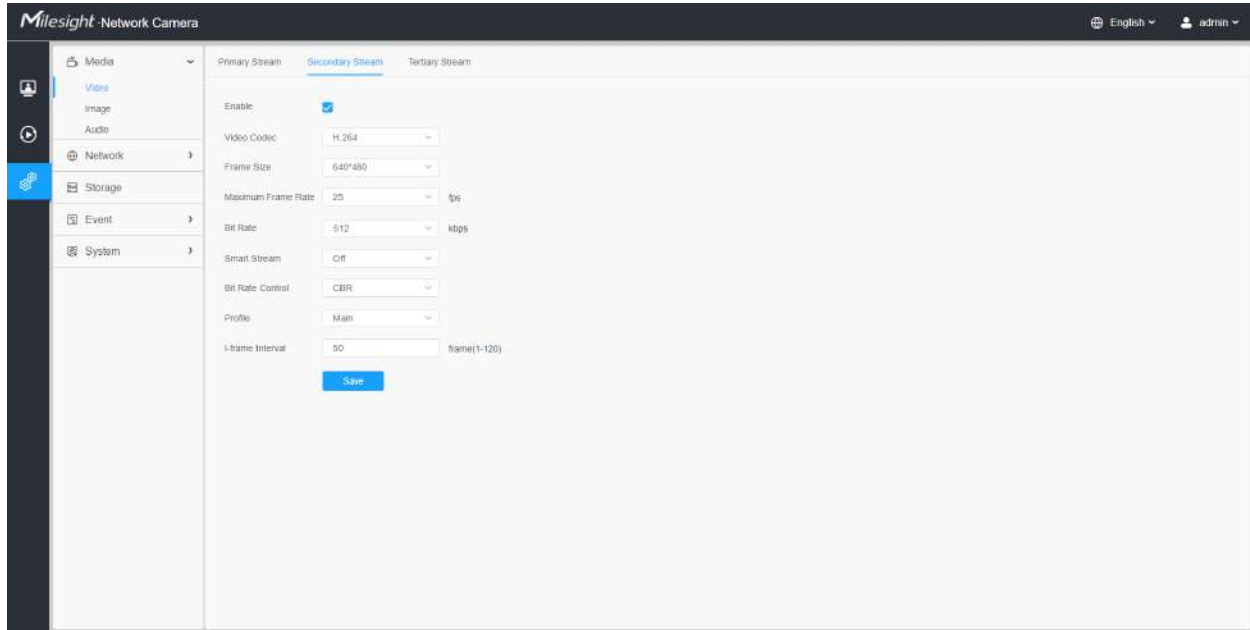 Milesight Network Camera
English
admin
Media
Video
Image
Audio
Network
Storage
Event
System
Primary Stream Secondary Stream Tertiary Stream
Enable
Video Codec H.264
Frame Size 640*480
Maximum Frame Rate 25 fps
Bit Rate 512 kbps
Smart Stream Off
Bit Rate Control CBR
Profile Main
I-frame Interval 50 frame(1-120)
Save